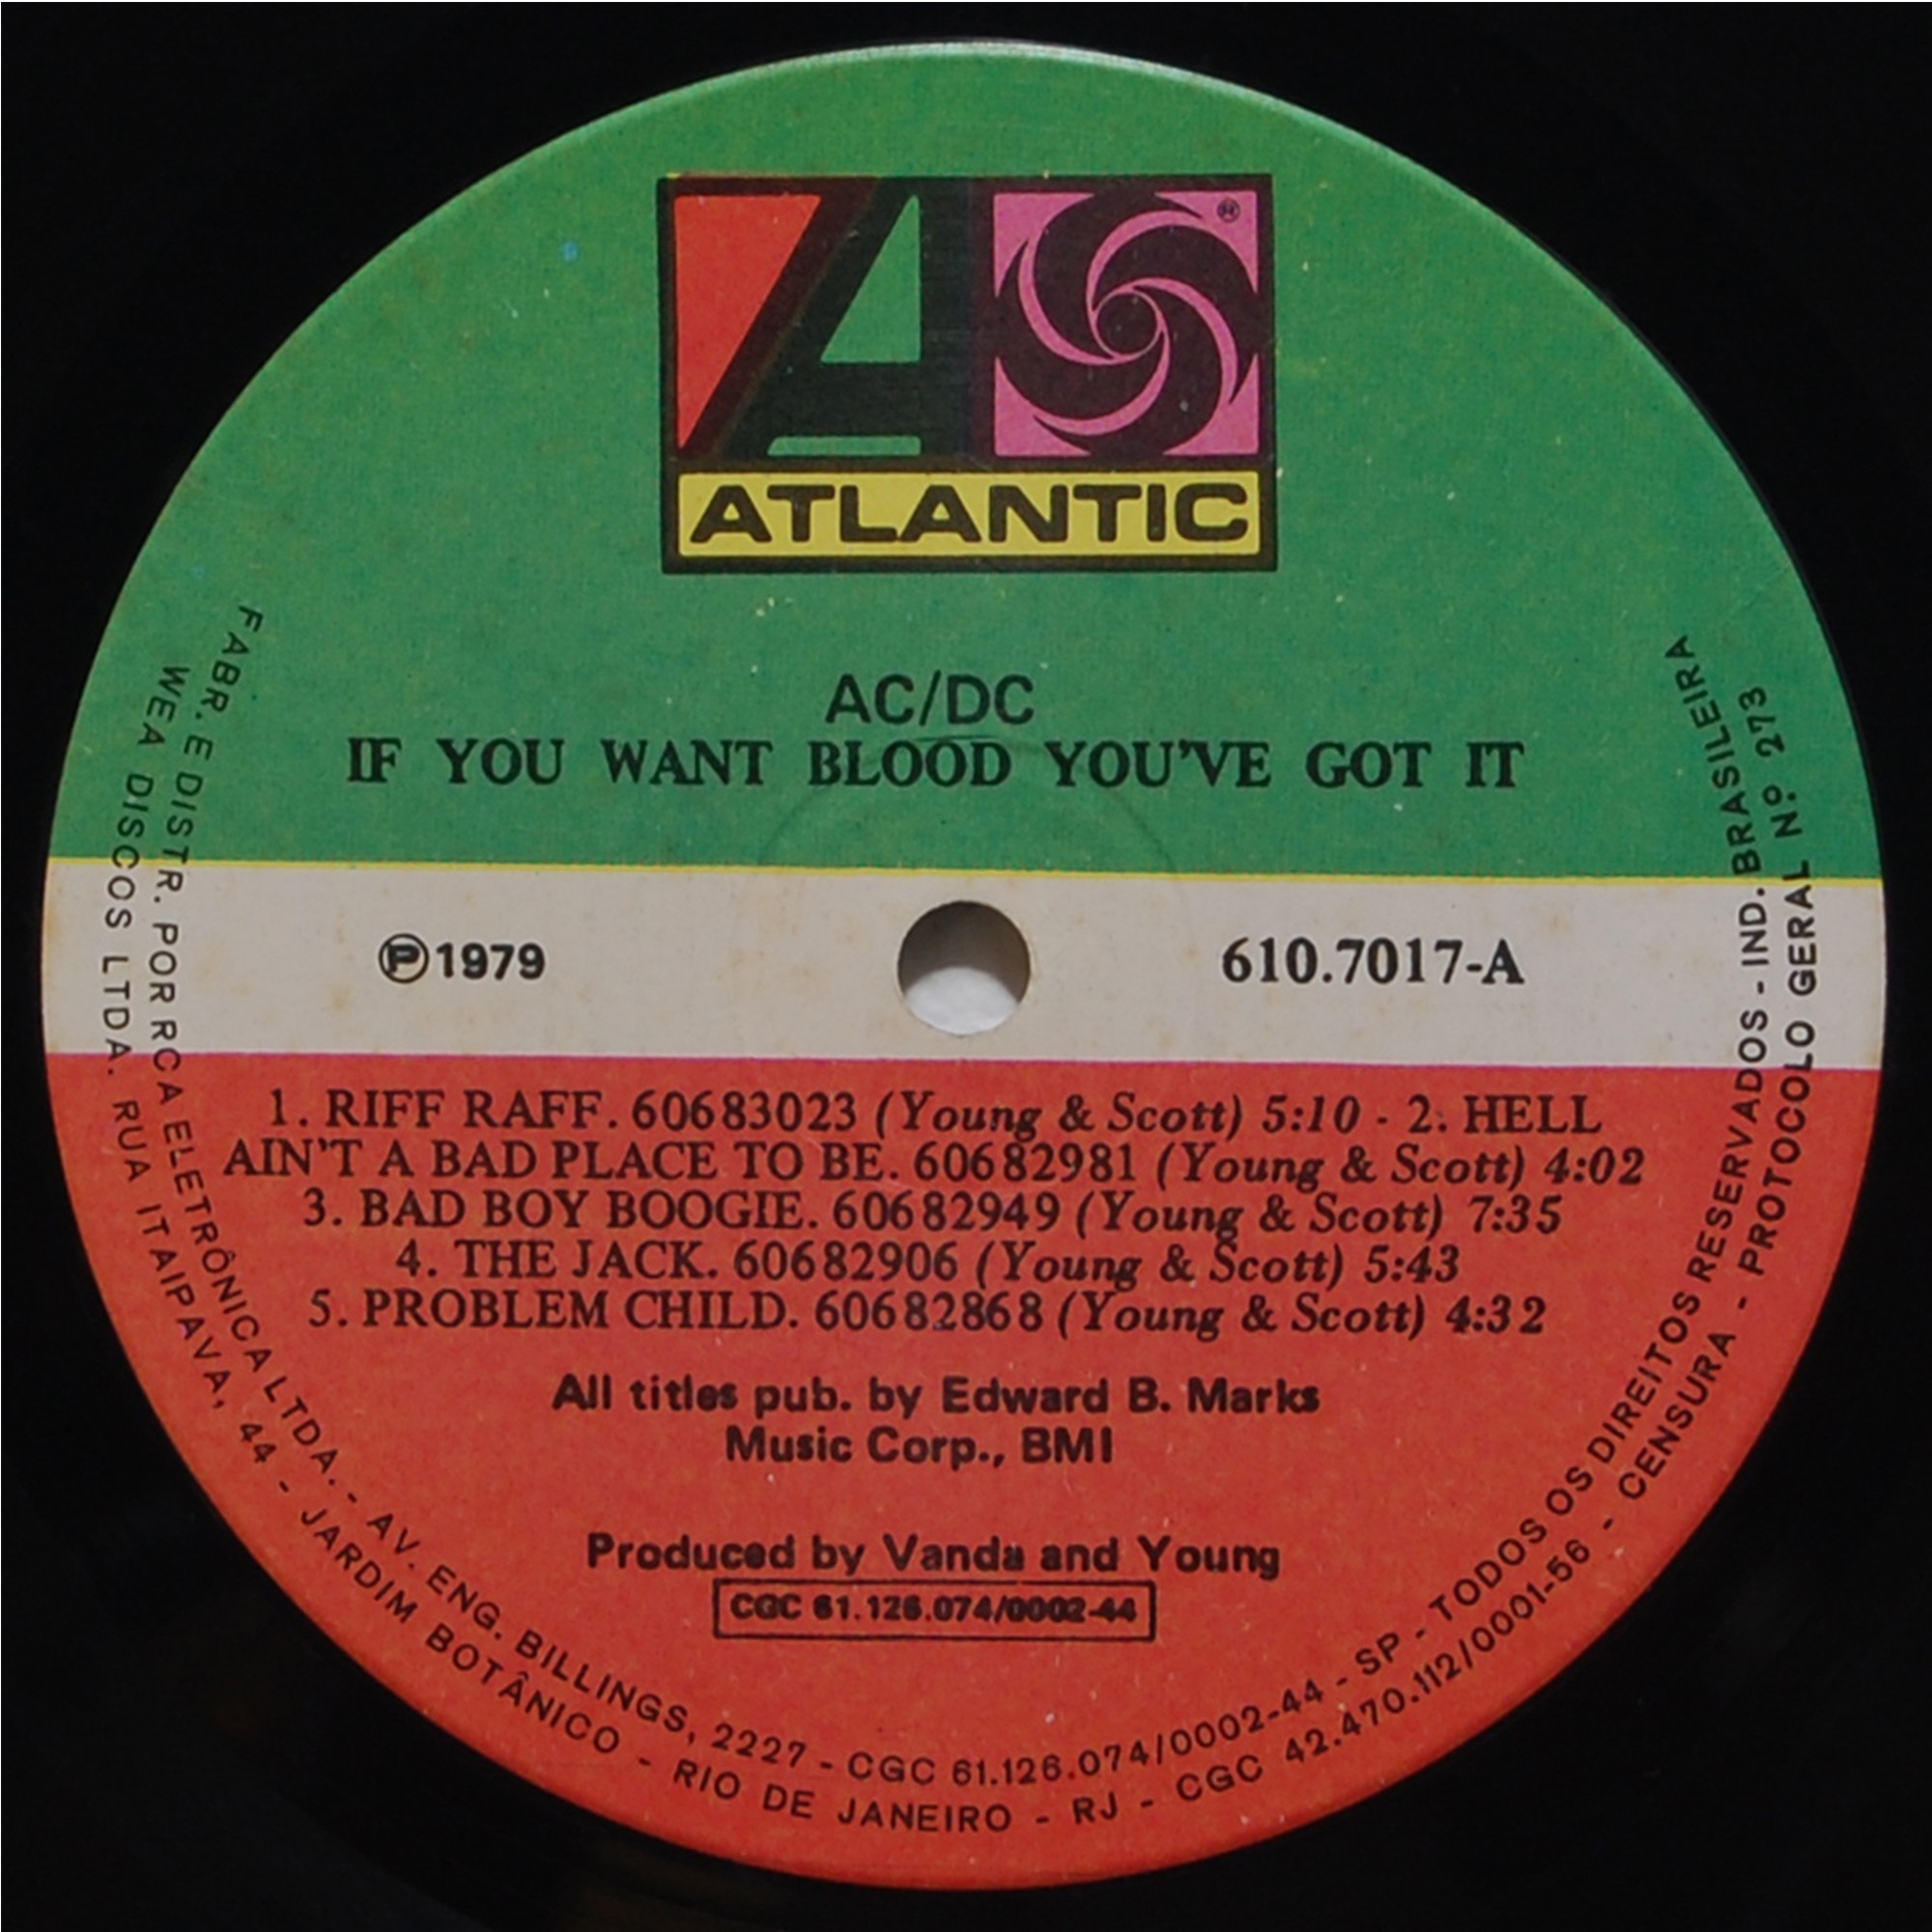 ATLANTIC
®
AC/DC
IF YOU WANT BLOOD YOU'VE GOT IT
Ⓟ1979
610.7017-A
1. RIFF RAFF. 60683023 (Young & Scott) 5:10 - 2. HELL
AIN'T A BAD PLACE TO BE. 60682981 (Young & Scott) 4:02
3. BAD BOY BOOGIE. 60682949 (Young & Scott) 7:35
4. THE JACK. 60682906 (Young & Scott) 5:43
5. PROBLEM CHILD. 60682868 (Young & Scott) 4:32
All titles pub. by Edward B. Marks
Music Corp., BMI
Produced by Vanda and Young
CGC 61.126.074/0002-44
FABR. E DISTR. POR RCA ELETRÔNICA LTDA. - AV. ENG. BILLINGS, 2227 - CGC 61.126.074/0002-44 - SP - TODOS OS DIREITOS RESERVADOS - IND. BRASILEIRA
WEA DISCOS LTDA. RUA ITAIPAVA, 44 - JARDIM BOTÂNICO - RIO DE JANEIRO - RJ - CGC 42.470.112/0001-56 - CENSURA - PROTOCOLO GERAL Nº 273